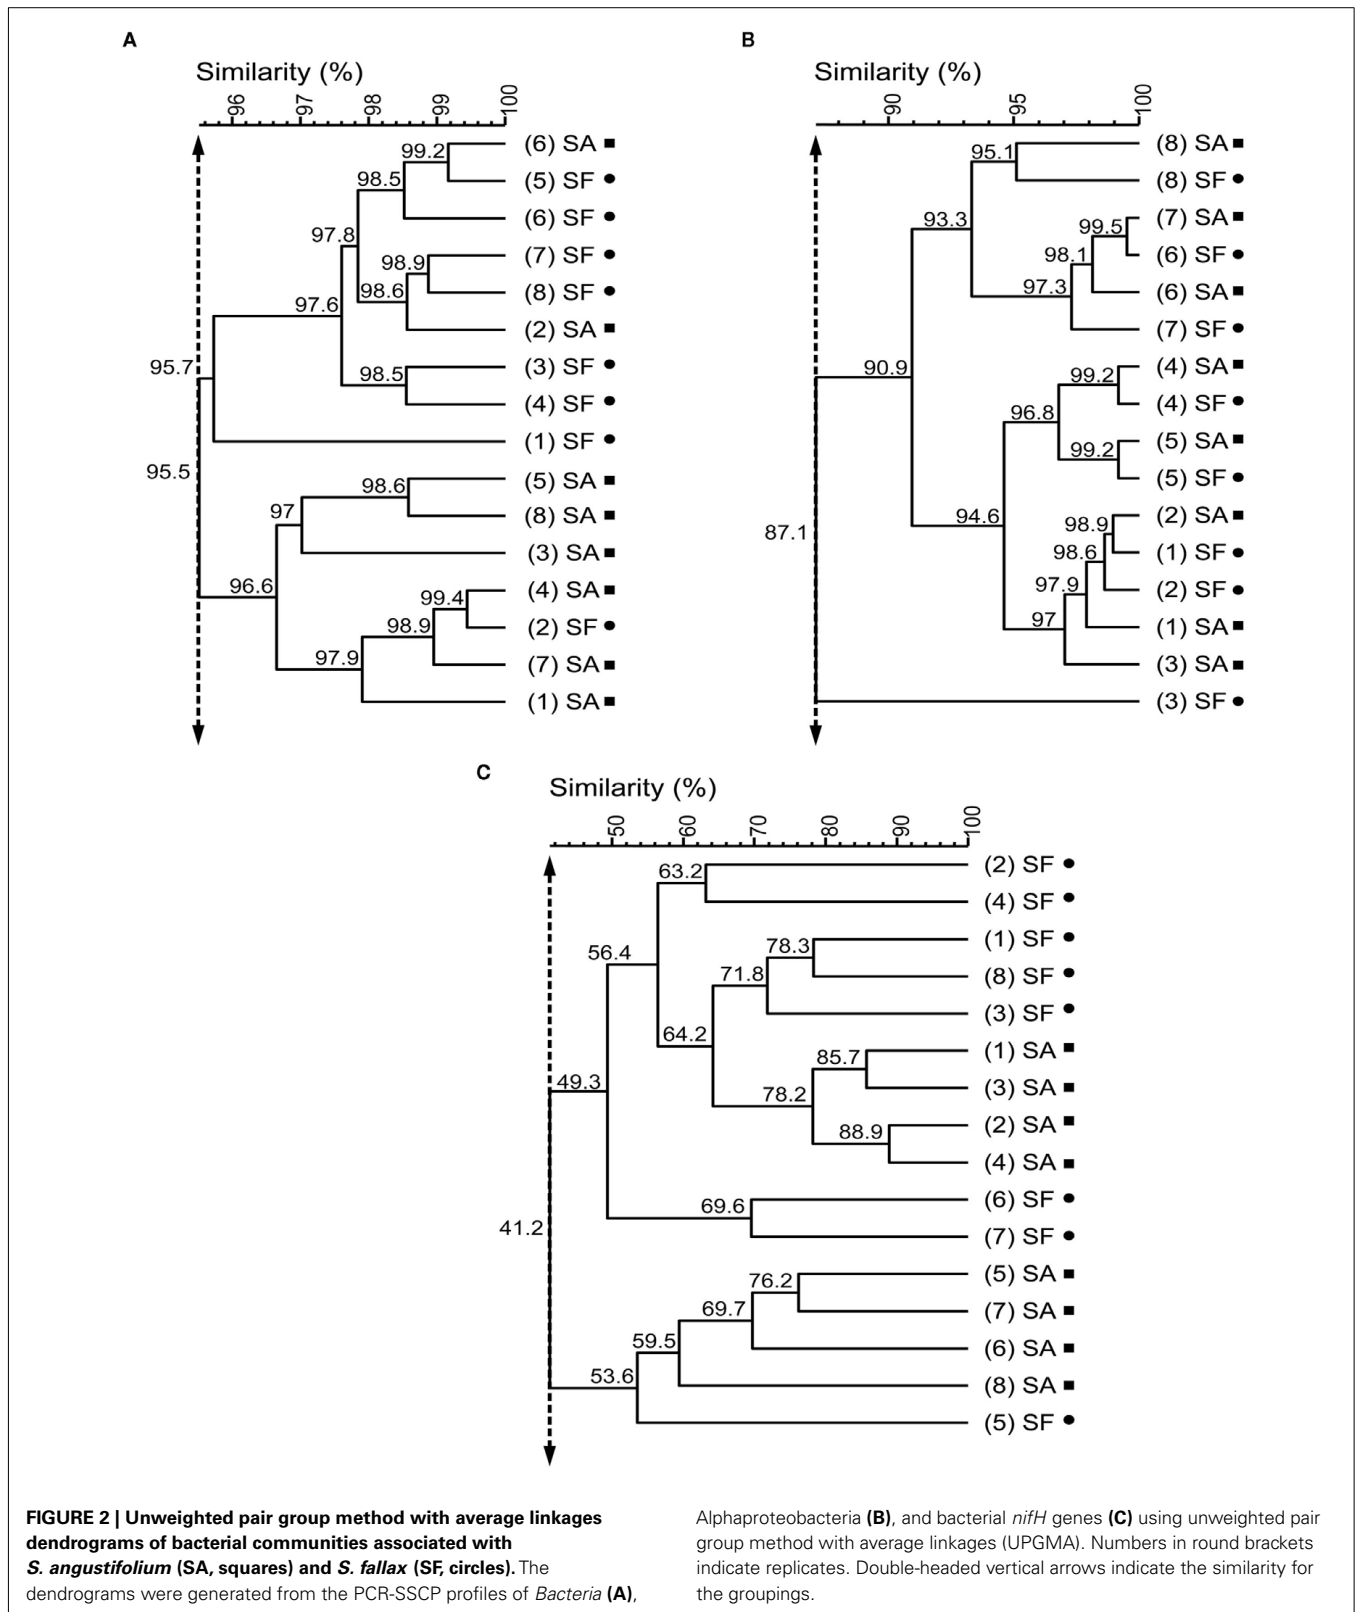 A
Similarity (%)
96 97 98 99 100
(6) SA
99.2
(5) SF
98.5
(6) SF
97.8
(7) SF
98.9
(8) SF
98.6
97.6
(2) SA
(3) SF
95.7
98.5
(4) SF
(1) SF
95.5
(5) SA
98.6
(8) SA
97
(3) SA
96.6
(4) SA
99.4
(2) SF
98.9
97.9
(7) SA
(1) SA
B
Similarity (%)
90 95 100
(8) SA
95.1
(8) SF
93.3
(7) SA
99.5
(6) SF
98.1
97.3
(6) SA
(7) SF
90.9
(4) SA
99.2
(4) SF
96.8
(5) SA
99.2
(5) SF
94.6
(2) SA
98.9
87.1
(1) SF
98.6
(2) SF
97.9
97
(1) SA
(3) SA
(3) SF
C
Similarity (%)
50 60 70 80 90 100
(2) SF
63.2
(4) SF
56.4
(1) SF
78.3
(8) SF
71.8
(3) SF
64.2
(1) SA
85.7
49.3
(3) SA
78.2
(2) SA
88.9
(4) SA
(6) SF
69.6
41.2
(7) SF
(5) SA
76.2
(7) SA
69.7
(6) SA
59.5
53.6
(8) SA
(5) SF
FIGURE 2 | Unweighted pair group method with average linkages
dendrograms of bacterial communities associated with
S. angustifolium (SA, squares) and S. fallax (SF, circles). The
dendrograms were generated from the PCR-SSCP profiles of Bacteria (A),
Alphaproteobacteria (B), and bacterial nifH genes (C) using unweighted pair
group method with average linkages (UPGMA). Numbers in round brackets
indicate replicates. Double-headed vertical arrows indicate the similarity for
the groupings.